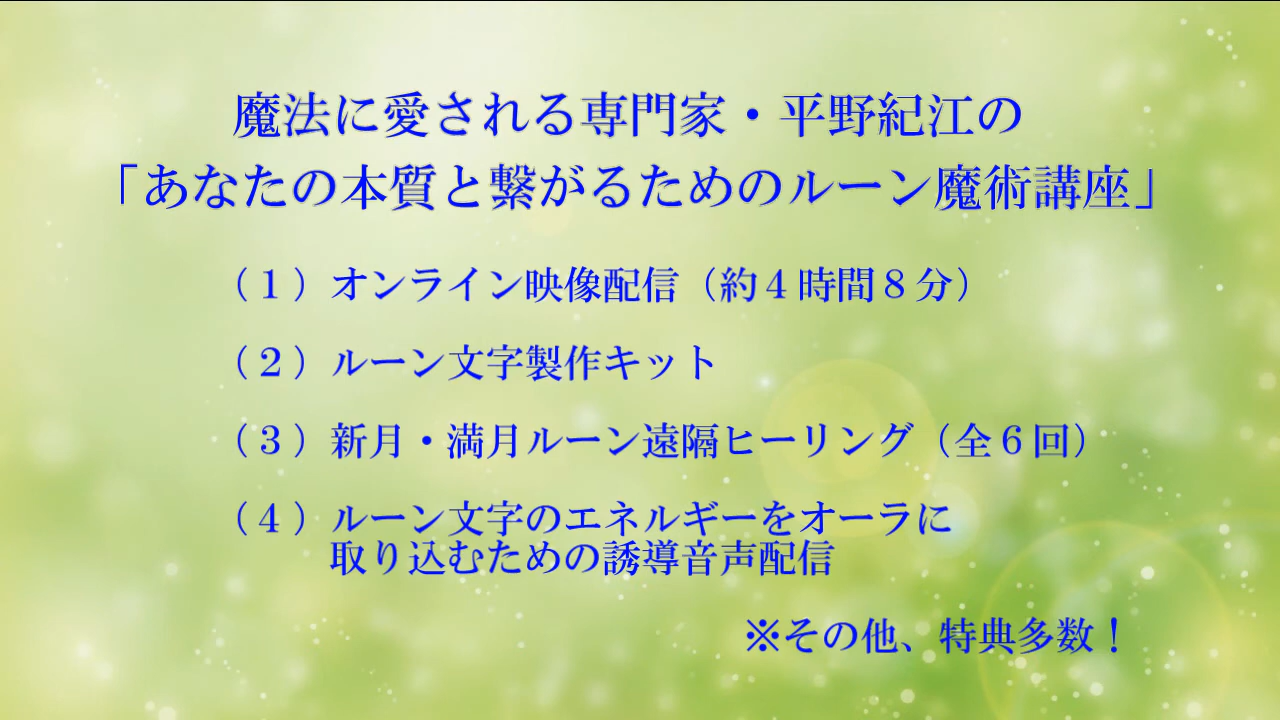 魔法に愛される専門家・平野紀江の
「あなたの本質と繋がるためのルーン魔術講座」
（１）オンライン映像配信（約４時間８分）
（２）ルーン文字製作キット
（３）新月・満月ルーン遠隔ヒーリング（全６回）
（４）ルーン文字のエネルギーをオーラに
取り込むための誘導音声配信
※その他、特典多数！